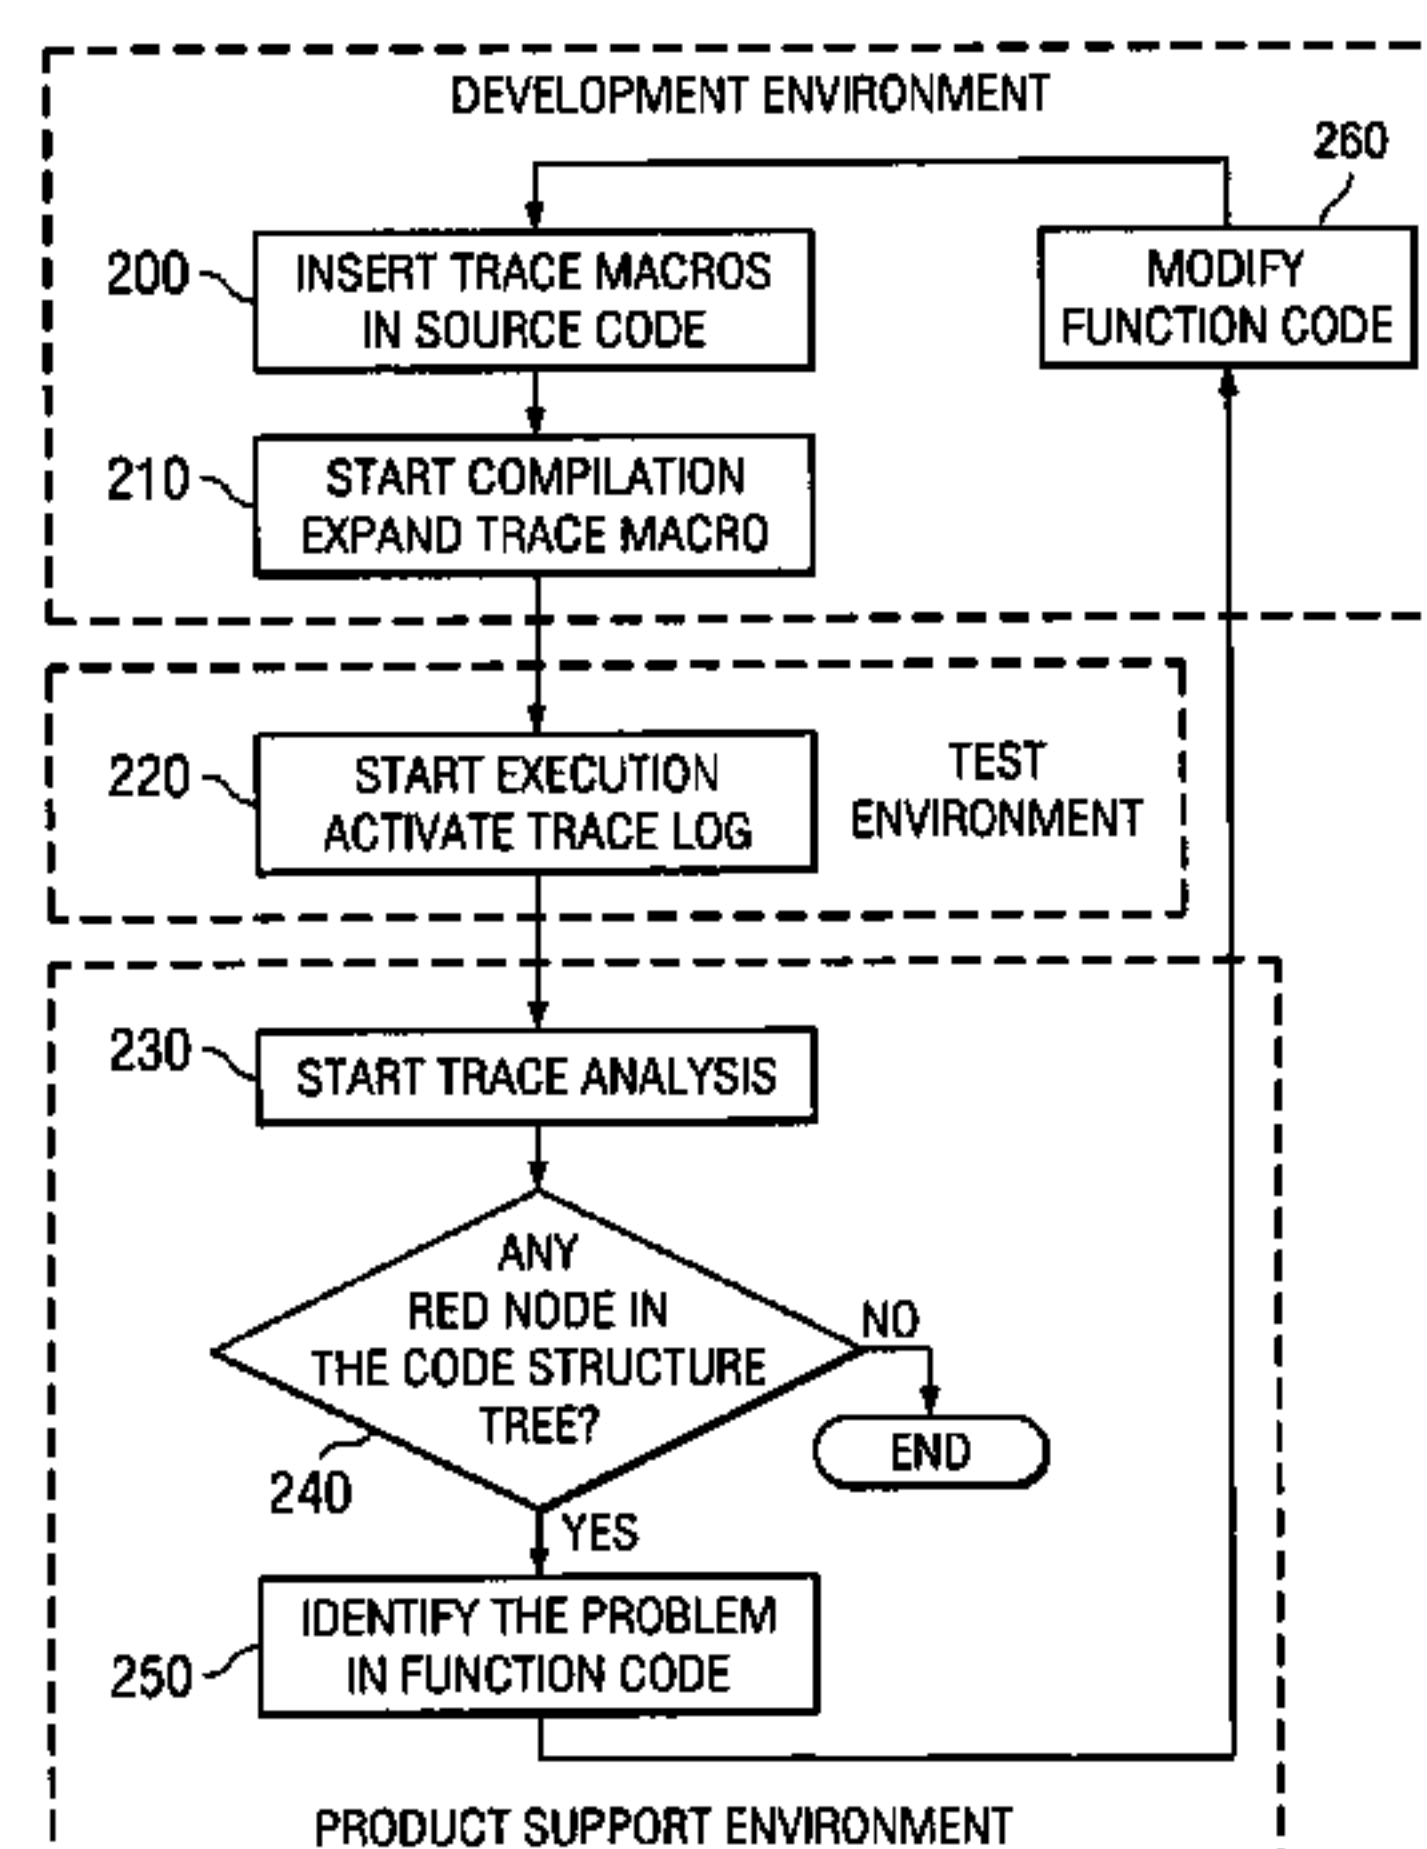 DEVELOPMENT ENVIRONMENT
260
200
INSERT TRACE MACROS
IN SOURCE CODE
MODIFY
FUNCTION CODE
210
START COMPILATION
EXPAND TRACE MACRO
220
START EXECUTION
ACTIVATE TRACE LOG
TEST
ENVIRONMENT
230
START TRACE ANALYSIS
ANY
RED NODE IN
THE CODE STRUCTURE
TREE?
NO
END
240
YES
250
IDENTIFY THE PROBLEM
IN FUNCTION CODE
PRODUCT SUPPORT ENVIRONMENT